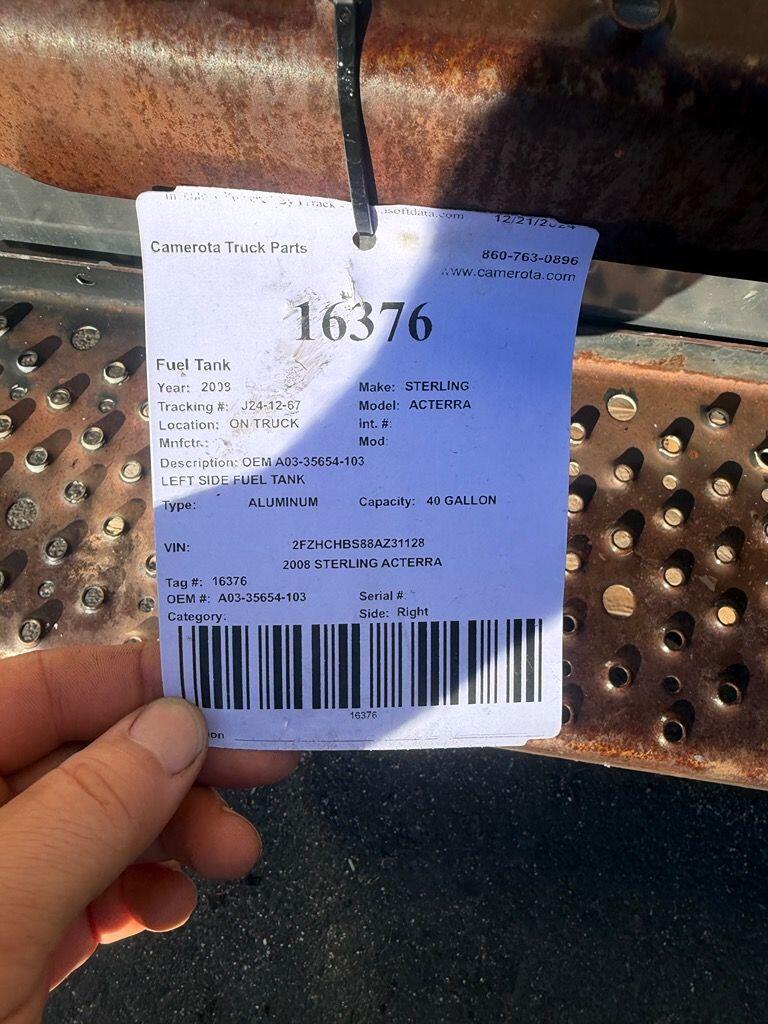 12/21/2024
Camerota Truck Parts 860-763-0896
www.camerota.com
16376
Fuel Tank
Year: 2008 Make: STERLING
Tracking #: J24-12-67 Model: ACTERRA
Location: ON TRUCK int. #:
Mnfctr.: Mod:
Description: OEM A03-35654-103
LEFT SIDE FUEL TANK
Type: ALUMINUM Capacity: 40 GALLON
VIN: 2FZHCHBS88AZ31128
2008 STERLING ACTERRA
Tag #: 16376
OEM #: A03-35654-103 Serial #:
Category: Side: Right
16376